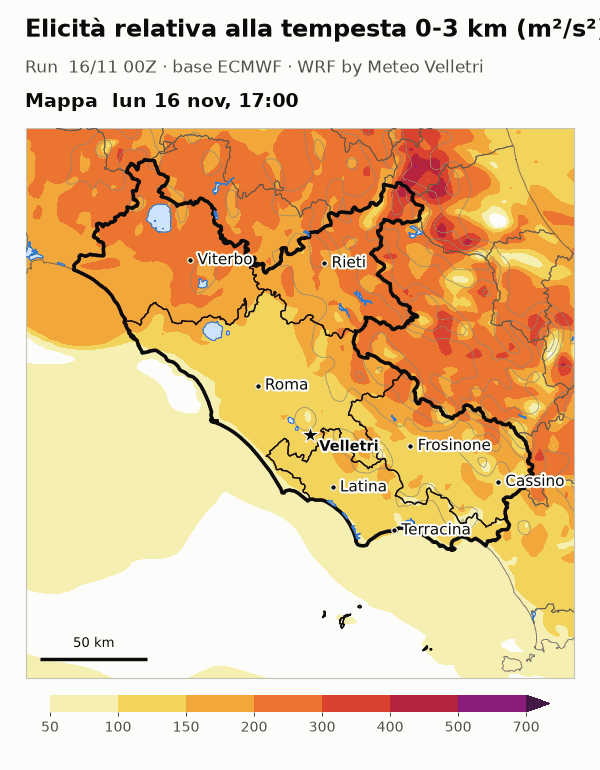 Elicità relativa alla tempesta 0-3 km (m²/s²)
Run 16/11 00Z · base ECMWF · WRF by Meteo Velletri
Mappa lun 16 nov, 17:00
Viterbo
Rieti
Roma
Velletri
Frosinone
Cassino
Latina
Terracina
50 km
50 100 150 200 300 400 500 700